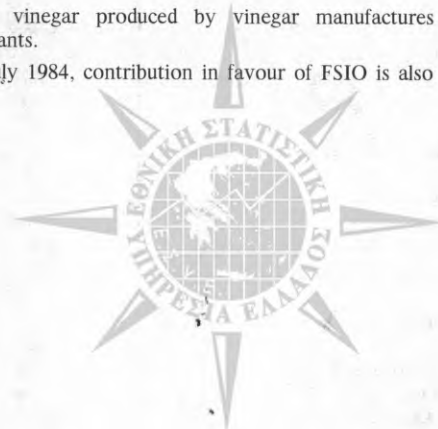 vinegar produced by vinegar manufactures
ants.
ly 1984, contribution in favour of FSIO is also
ΕΘΝΙΚΗ ΣΤΑΤΙΣΤΙΚΗ
ΥΠΗΡΕΣΙΑ ΕΛΛΑΔΟΣ